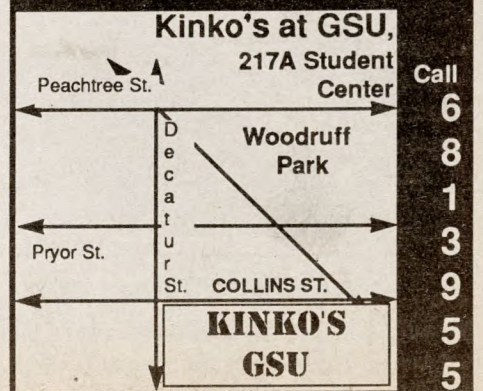 Kinko's at GSU,
217A Student
Center
Peachtree St.
Decatur
St.
Woodruff
Park
Pryor St.
COLLINS ST.
KINKO'S
GSU
Call
6
8
1
3
9
5
5